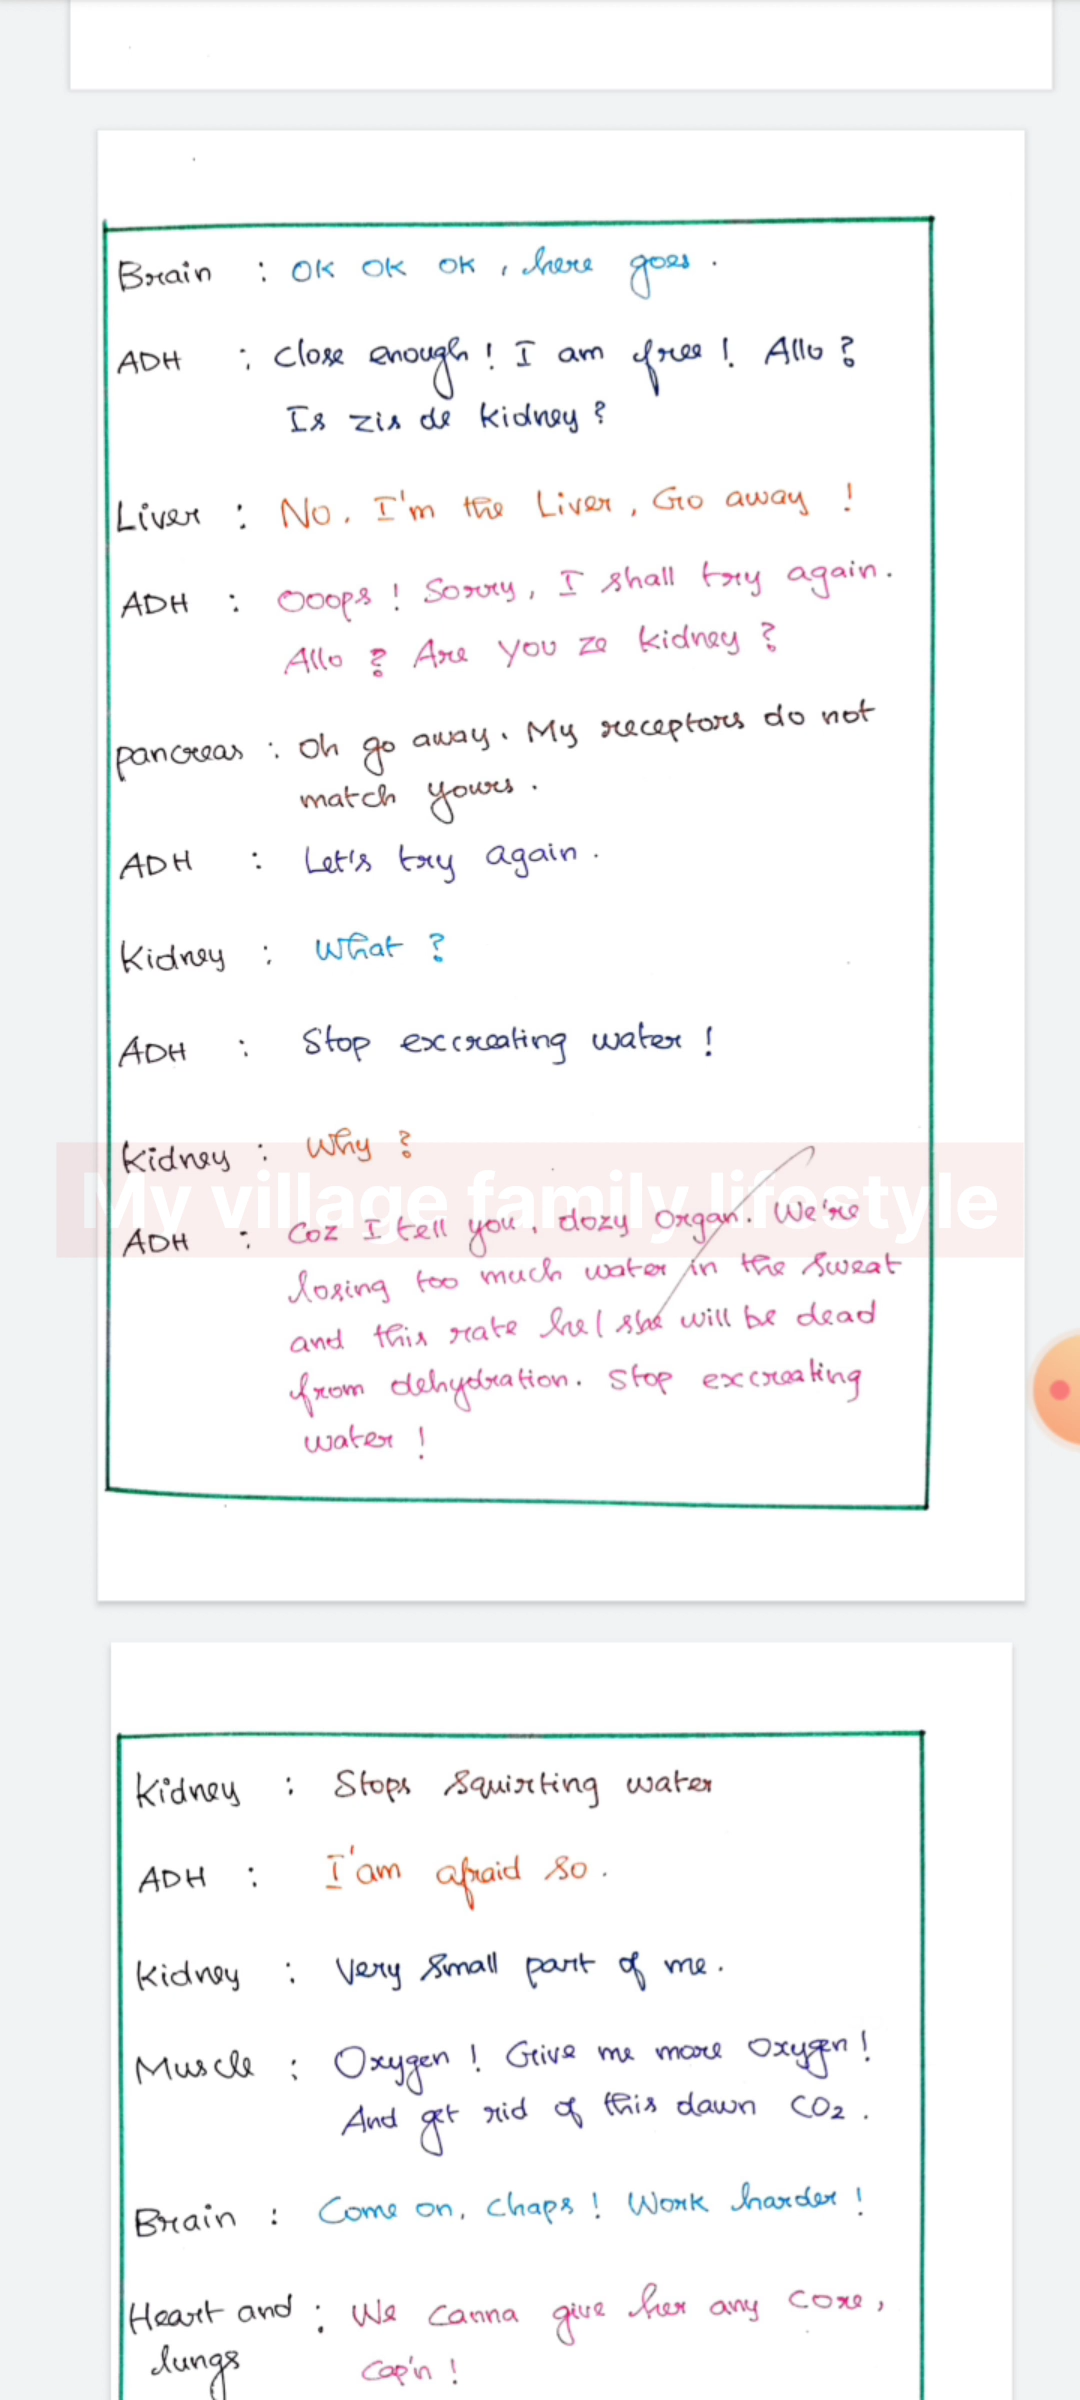 Brain : OK OK OK, here goes.
ADH : Close enough! I am free! Allo?
Is zis de kidney?
Liver : No. I'm the Liver, Go away!
ADH : Ooops! Sorry, I shall try again.
Allo? Are you ze kidney?
pancreas : Oh go away. My receptors do not
match yours.
ADH : Let's try again.
Kidney : What?
ADH : Stop excreating water!
Kidney : Why?
My village family lifestyle
ADH : Coz I tell you, dozy organ. We're
losing too much water in the sweat
and this rate he/she will be dead
from dehydration. Stop excreating
water!
Kidney : Stops squirting water
ADH : I'am afraid so.
Kidney : Very small part of me.
Muscle : Oxygen! Give me more oxygen!
And get rid of this dawn CO2.
Brain : Come on, chaps! Work harder!
Heart and : We canna give her any core,
lungs Cap'n!